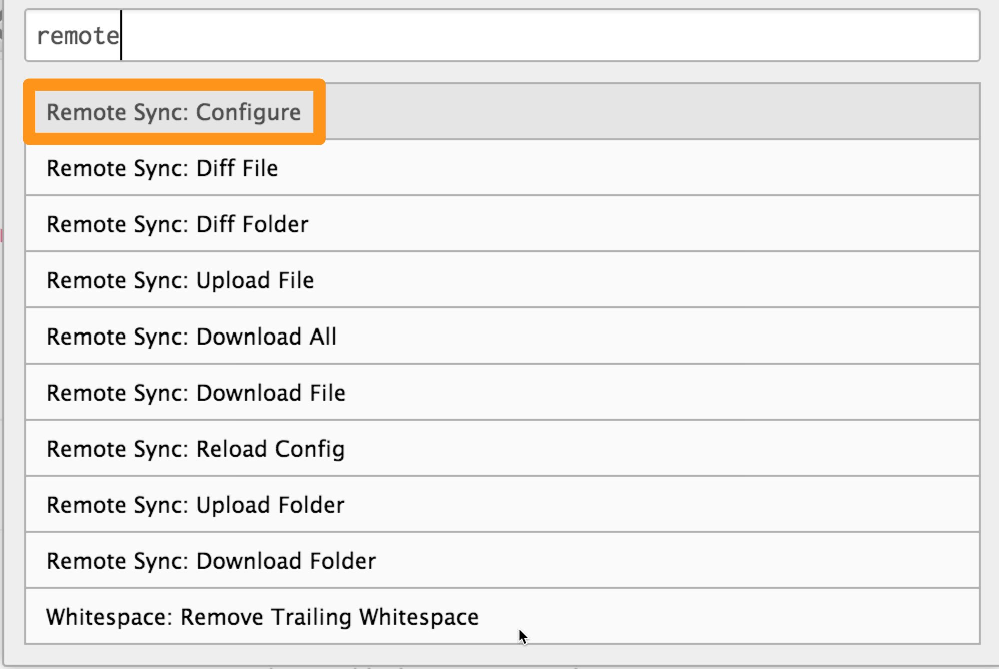 remote
Remote Sync: Configure
Remote Sync: Diff File
Remote Sync: Diff Folder
Remote Sync: Upload File
Remote Sync: Download All
Remote Sync: Download File
Remote Sync: Reload Config
Remote Sync: Upload Folder
Remote Sync: Download Folder
Whitespace: Remove Trailing Whitespace